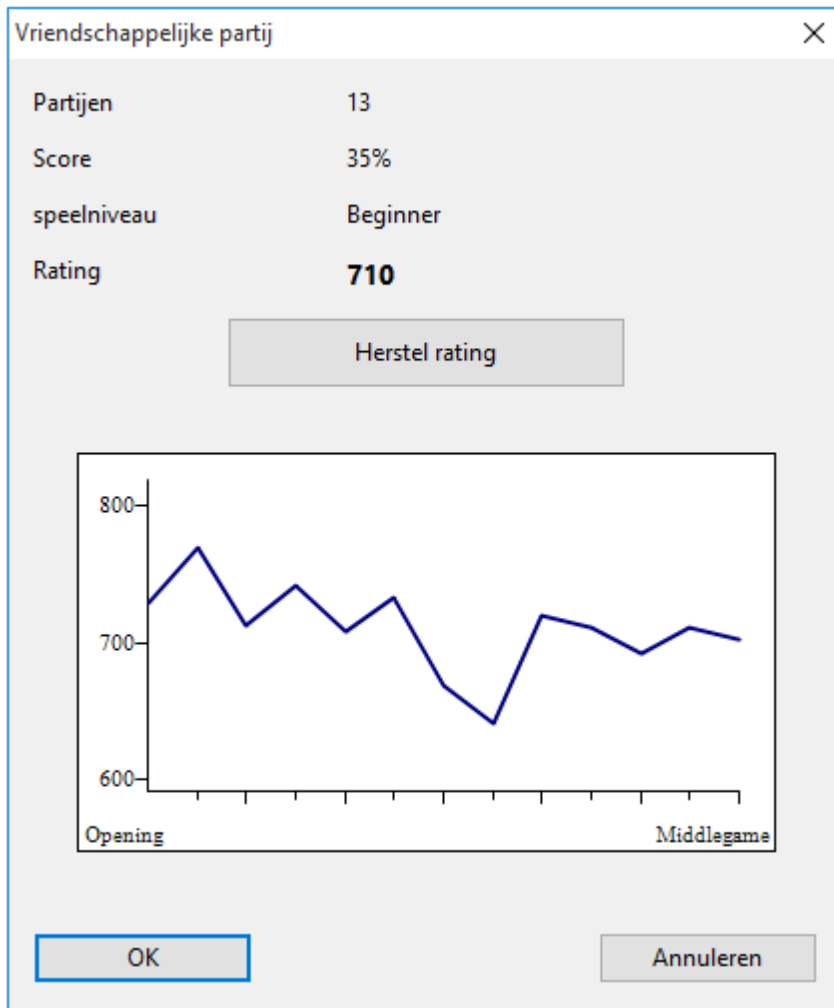 Vriendschappelijke partij
Partijen 13
Score 35%
speelniveau Beginner
Rating 710
Herstel rating
800
700
600
Opening Middlegame
OK Annuleren